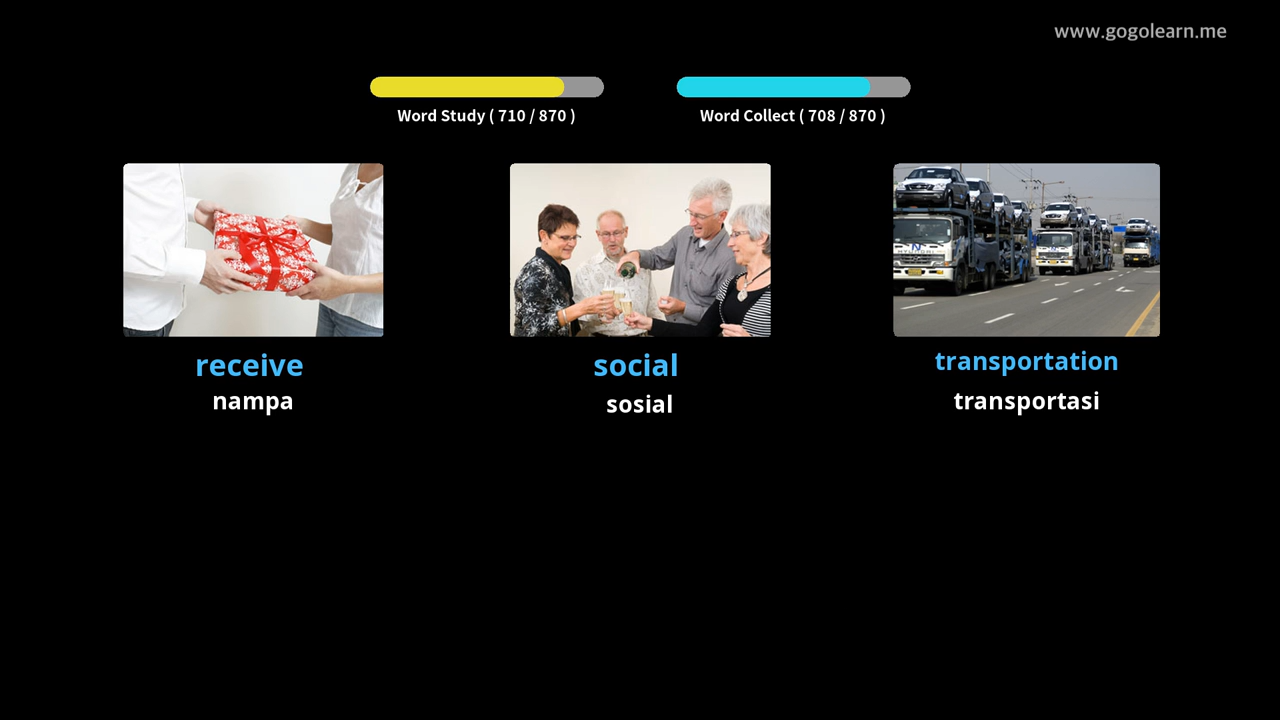 www.gogolearn.me
Word Study ( 710 / 870 )
Word Collect ( 708 / 870 )
receive
social
transportation
nampa
sosial
transportasi